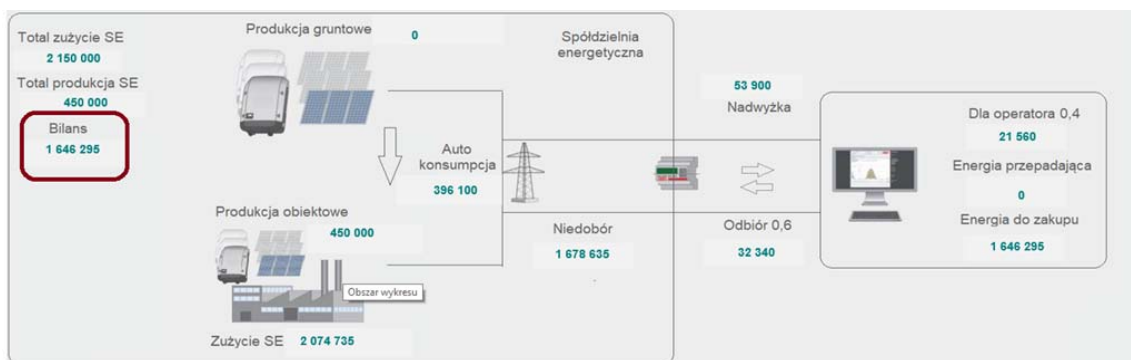 Total zużycie SE
2 150 000
Total produkcja SE
450 000
Bilans
1 646 295
Produkcja gruntowe
0
Spółdzielnia
energetyczna
Auto
konsumpcja
396 100
Produkcja obiektowe
450 000
Obszar wykresu
Zużycie SE 2 074 735
Niedobór
1 678 635
53 900
Nadwyżka
Odbiór 0,6
32 340
Dla operatora 0,4
21 560
Energia przepadająca
0
Energia do zakupu
1 646 295